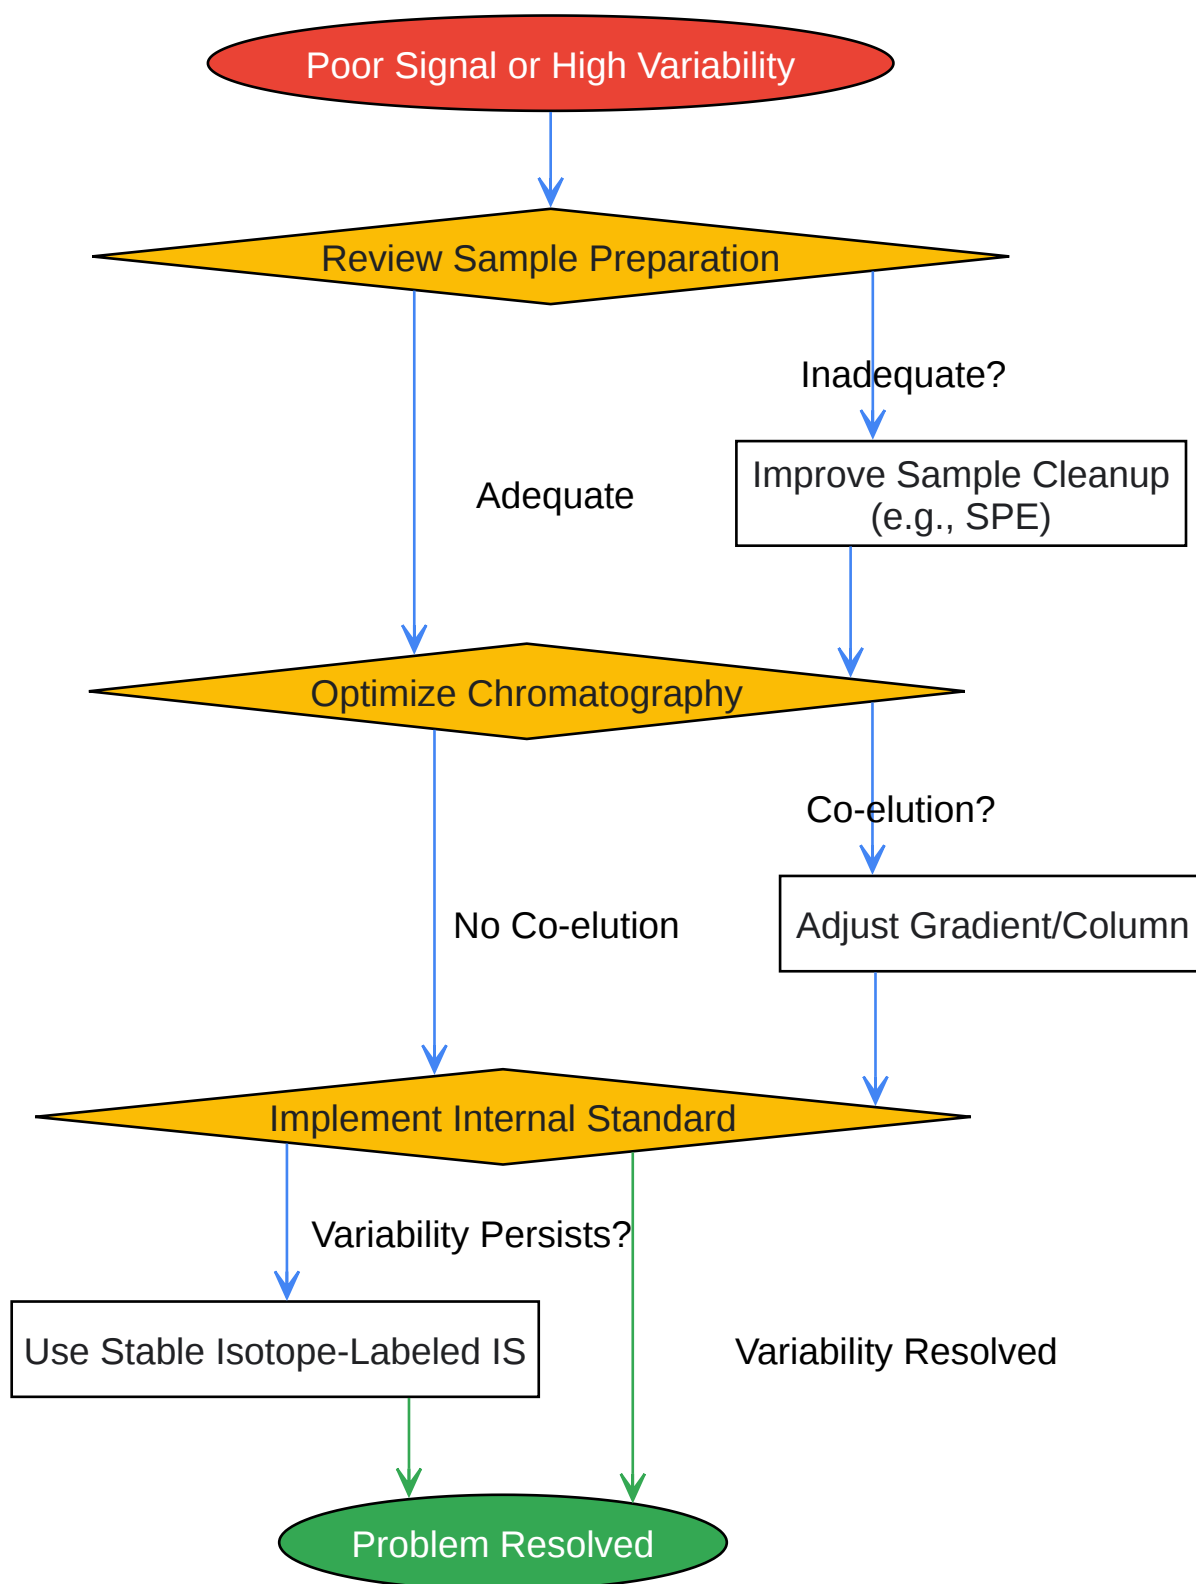 Poor Signal or High Variability
Review Sample Preparation
Inadequate?
Improve Sample Cleanup
(e.g., SPE)
Adequate
Optimize Chromatography
Co-elution?
No Co-elution
Adjust Gradient/Column
Implement Internal Standard
Variability Persists?
Use Stable Isotope-Labeled IS
Variability Resolved
Problem Resolved